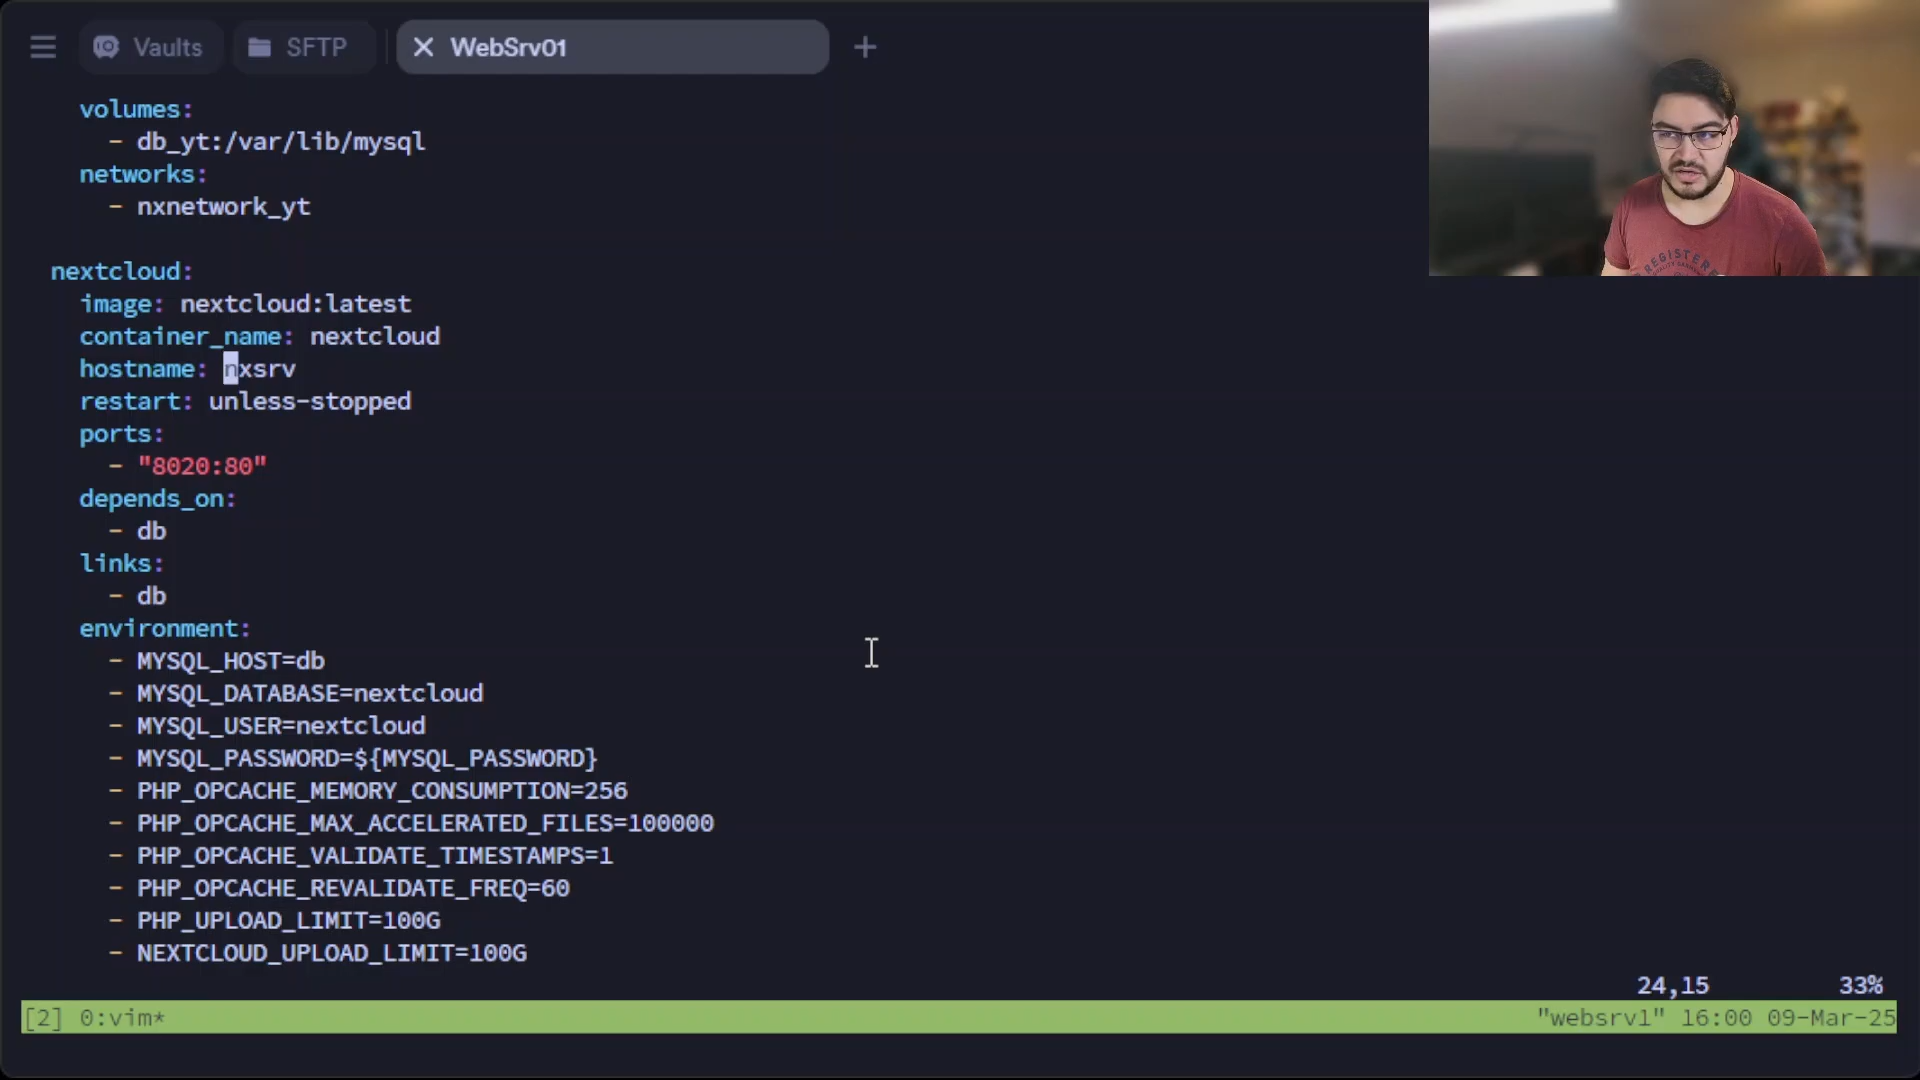 Vaults
SFTP
WebSrv01
volumes:
- db_yt:/var/lib/mysql
networks:
- nxnetwork_yt
nextcloud:
image: nextcloud:latest
container_name: nextcloud
hostname: nxsrv
restart: unless-stopped
ports:
- "8020:80"
depends_on:
- db
links:
- db
environment:
- MYSQL_HOST=db
- MYSQL_DATABASE=nextcloud
- MYSQL_USER=nextcloud
- MYSQL_PASSWORD=${MYSQL_PASSWORD}
- PHP_OPCACHE_MEMORY_CONSUMPTION=256
- PHP_OPCACHE_MAX_ACCELERATED_FILES=100000
- PHP_OPCACHE_VALIDATE_TIMESTAMPS=1
- PHP_OPCACHE_REVALIDATE_FREQ=60
- PHP_UPLOAD_LIMIT=100G
- NEXTCLOUD_UPLOAD_LIMIT=100G
24,15 33%
[2] 0:vim* "websrv1" 16:00 09-Mar-25
REGISTERE